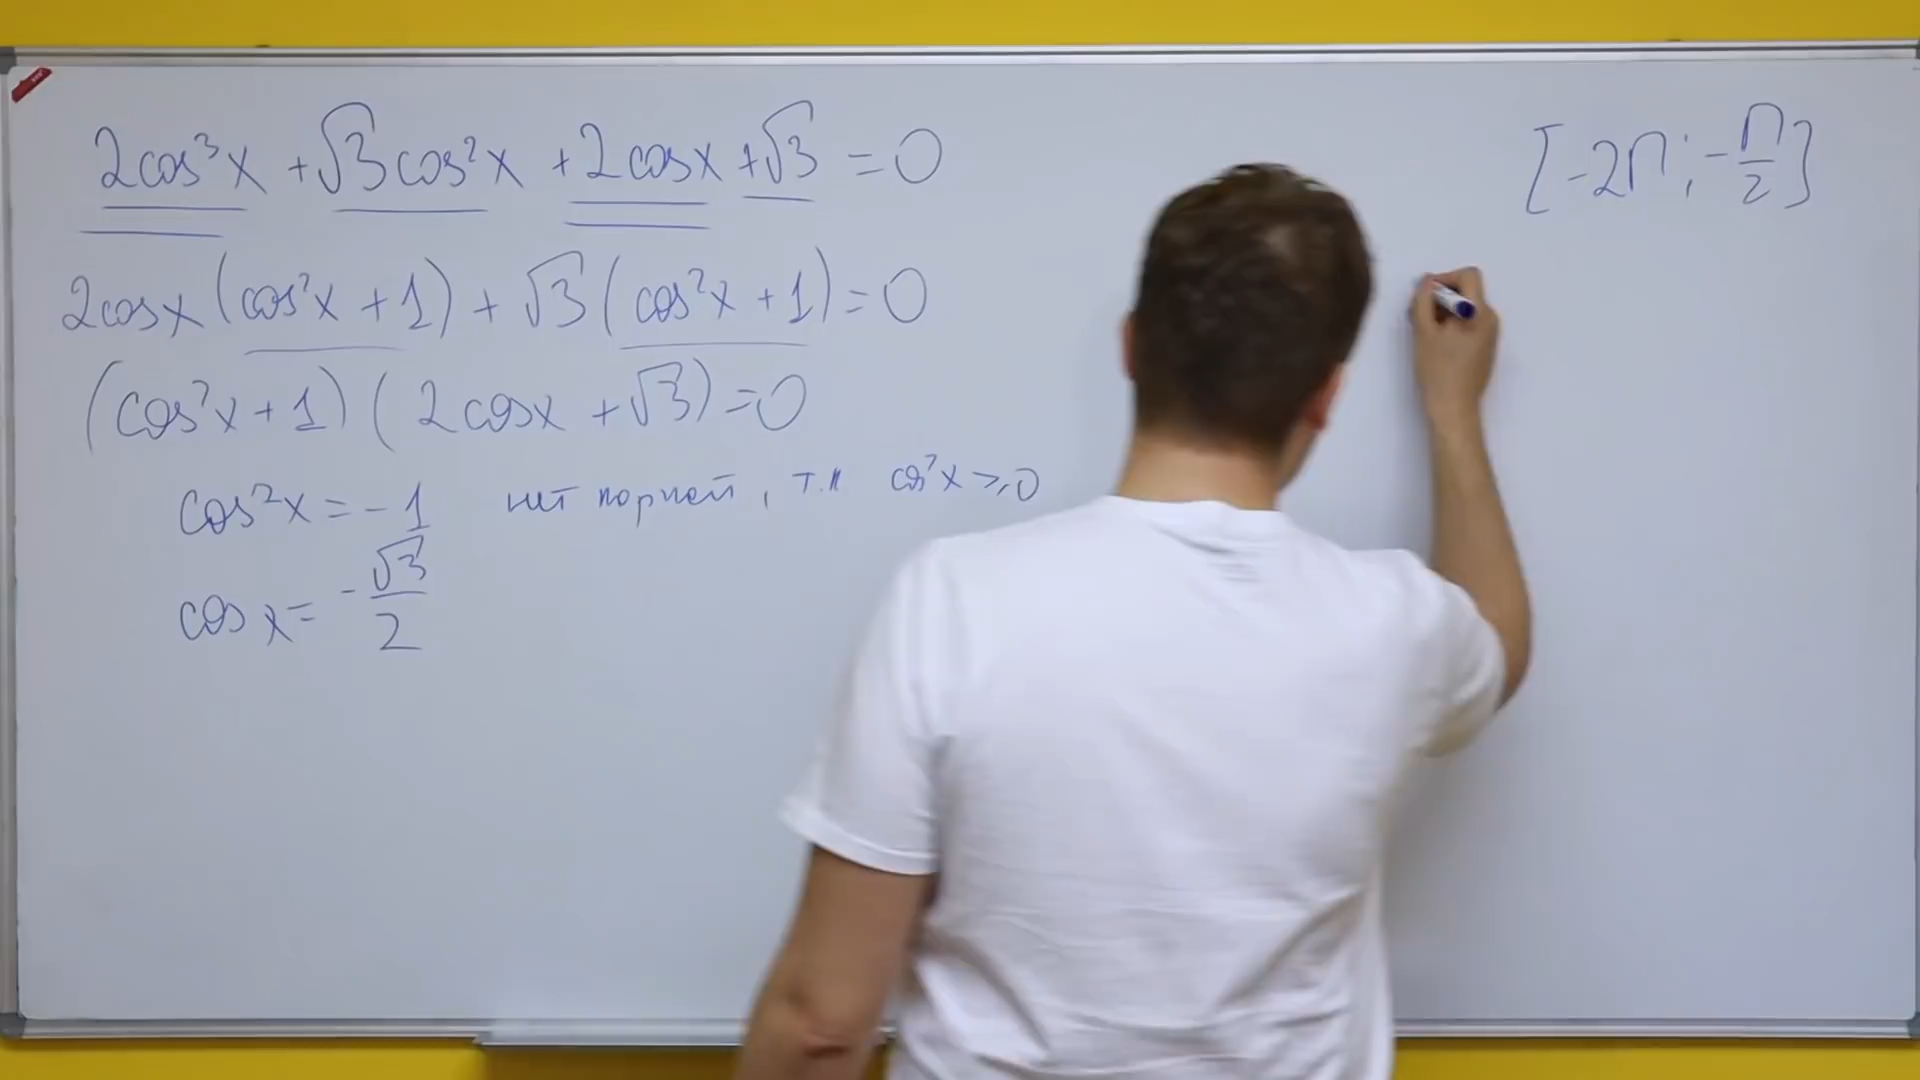 2cos³x + √3cos²x + 2cosx + √3 = 0
[-2π; -π/2]
2cosx (cos²x + 1) + √3 (cos²x + 1) = 0
(cos²x + 1) (2cosx + √3) = 0
cos²x = -1 нет корней, т.к cos²x ≥ 0
cos x = -√3/2